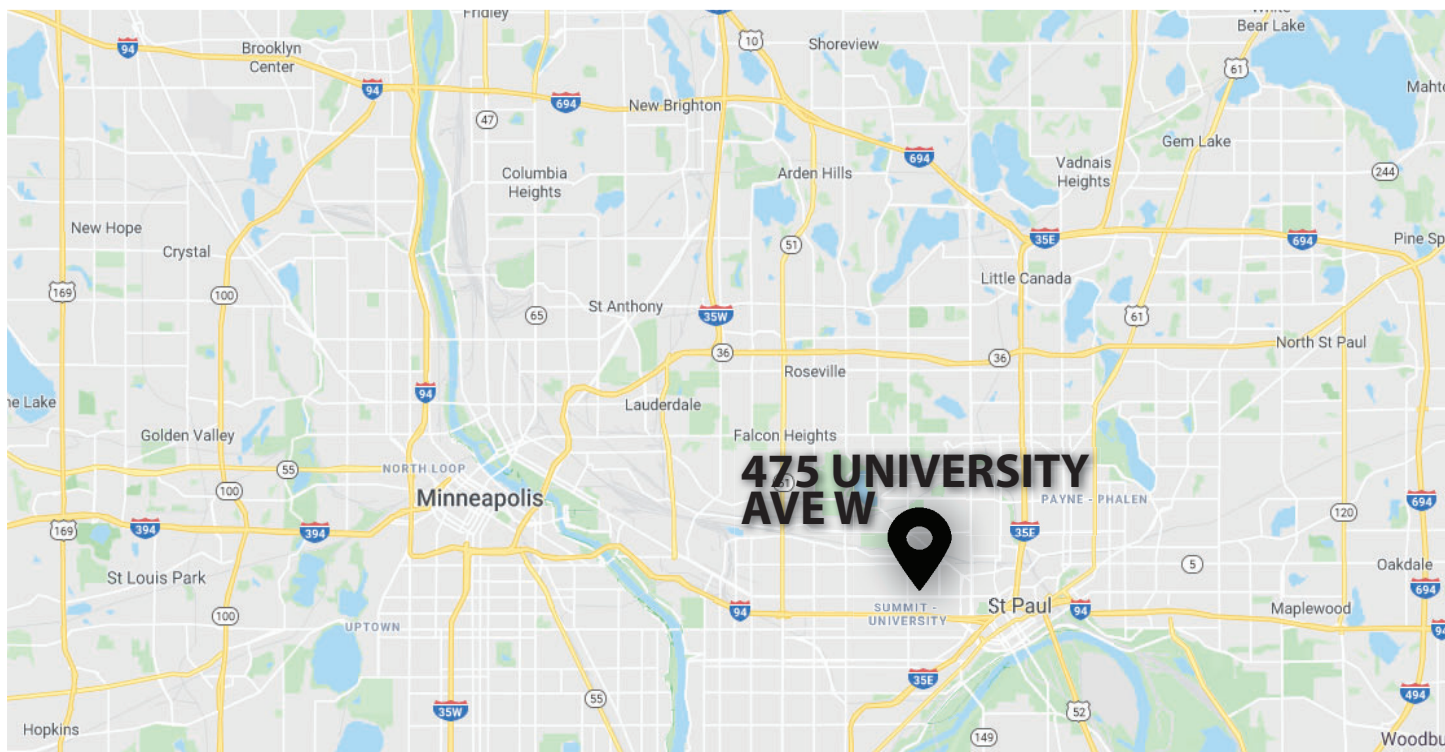 Fridley
White
Bear Lake
94
Brooklyn
Center
10
Shoreview
61
94
694
New Brighton
Mahto
47
694
Gem Lake
Columbia
Heights
Arden Hills
Vadnais
Heights
244
New Hope
Crystal
51
35E
694
Pine Sp
169
100
65
St Anthony
35W
Little Canada
61
36
36
North St Paul
Roseville
94
ne Lake
Lauderdale
Golden Valley
Falcon Heights
55
NORTH LOOP
100
Minneapolis
475 UNIVERSITY
AVE W
51
PAYNE - PHALEN
694
120
169
394
394
35E
5
Oakdale
St Louis Park
694
100
UPTOWN
94
SUMMIT -
UNIVERSITY
St Paul
94
Maplewood
94
35E
55
35W
52
494
Hopkins
149
Woodbu